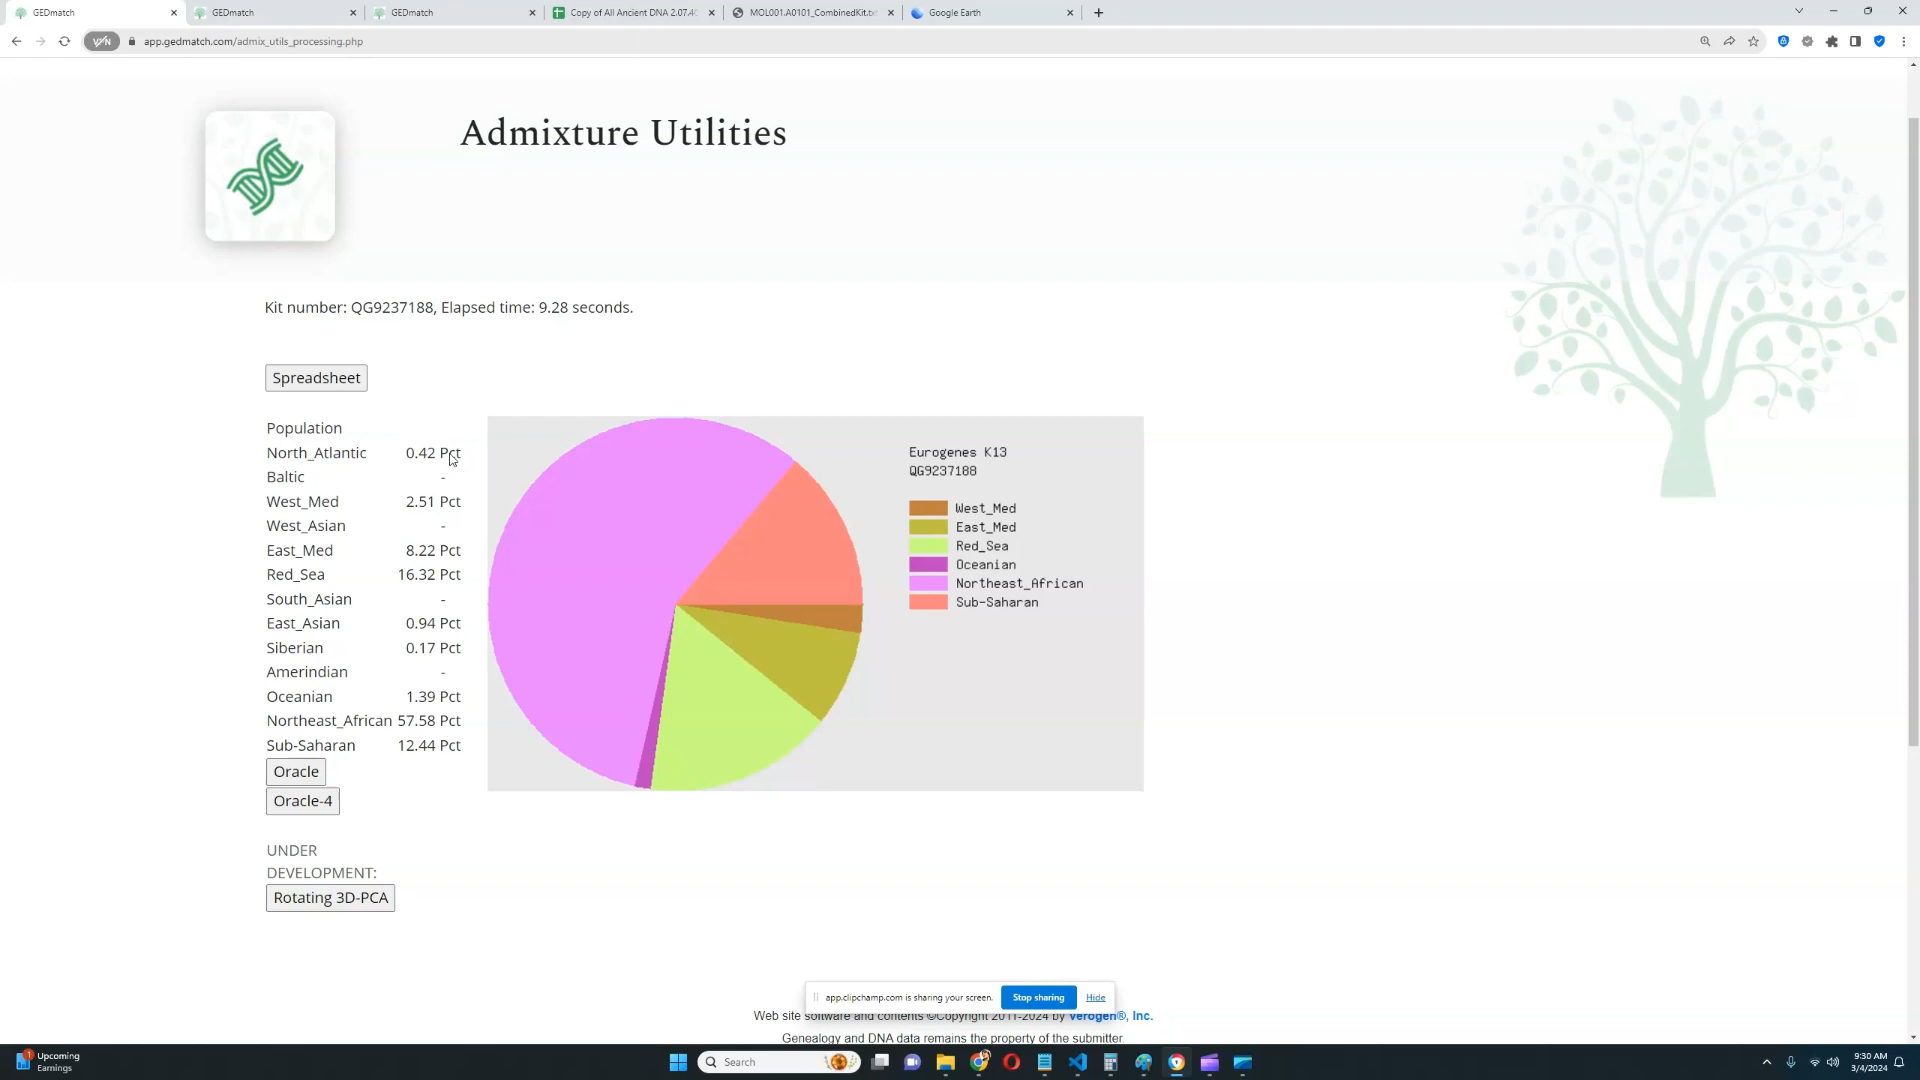 GEDmatch
GEDmatch
GEDmatch
Copy of All Ancient DNA 2.07.4
MOL001.A0101_CombinedKit.tx
Google Earth
VPN
app.gedmatch.com/admix_utils_processing.php
Admixture Utilities
Kit number: QG9237188, Elapsed time: 9.28 seconds.
Spreadsheet
Population
North_Atlantic 0.42 Pct
Baltic -
West_Med 2.51 Pct
West_Asian -
East_Med 8.22 Pct
Red_Sea 16.32 Pct
South_Asian -
East_Asian 0.94 Pct
Siberian 0.17 Pct
Amerindian -
Oceanian 1.39 Pct
Northeast_African 57.58 Pct
Sub-Saharan 12.44 Pct
Oracle
Oracle-4
UNDER
DEVELOPMENT:
Rotating 3D-PCA
Eurogenes K13
QG9237188
West_Med
East_Med
Red_Sea
Oceanian
Northeast_African
Sub-Saharan
app.clipchamp.com is sharing your screen.
Stop sharing
Hide
Web site software and contents ©Copyright 2011-2024 by Verogen®, Inc.
Genealogy and DNA data remains the property of the submitter.
1
Upcoming
Earnings
Search
9:30 AM
3/4/2024